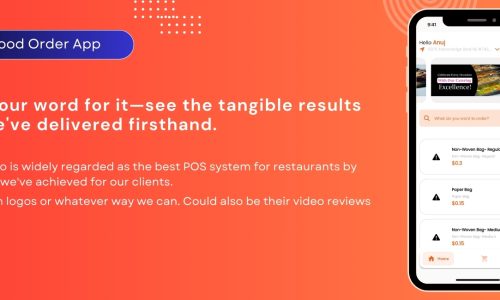 ood Order App
our word for it—see the tangible results
e've delivered firsthand.
o is widely regarded as the best POS system for restaurants by
we've achieved for our clients.
n logos or whatever way we can. Could also be their video reviews
9:41
Hello Anuj
With Our Catering
Excellence!
What do you want to order?
Non-Woven Bag- Regula
Non-Woven Bag- Regular
$0.3
Paper Bag
Paper Bag
$0.15
Non-Woven Bag- Medium
Non-Woven Bag- Medium
$0.15
Home